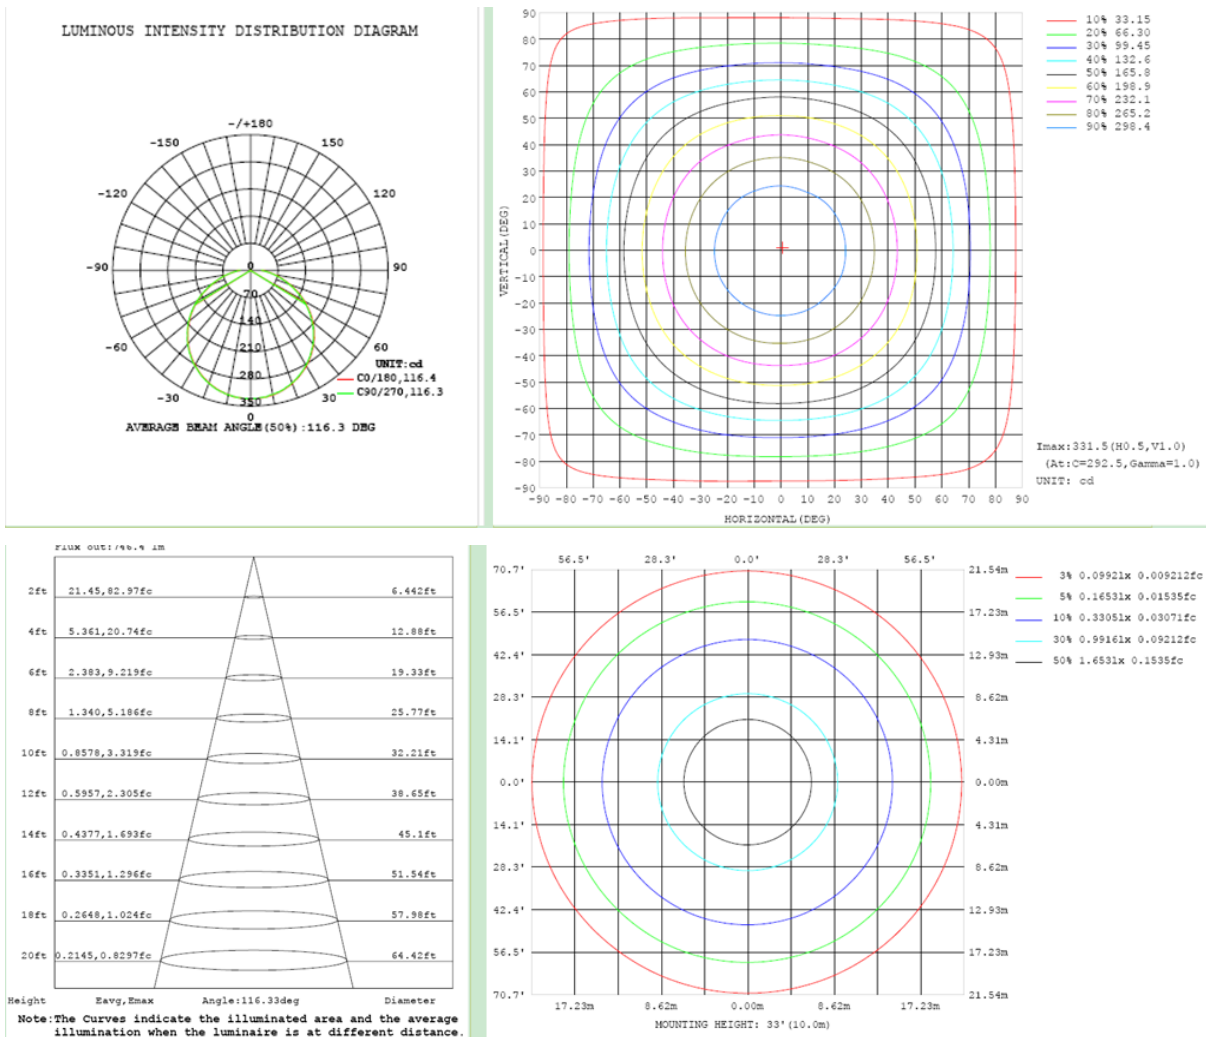 LUMINOUS INTENSITY DISTRIBUTION DIAGRAM
-/+180
-150 150
-120 120
-90 0 90
70
140
-60 210 60
280
-30 350 30
0
UNIT:cd
C0/180,116.4
C90/270,116.3
AVERAGE BEAM ANGLE(50%):116.3 DEG
VERTICAL(DEG)
90
80
70
60
50
40
30
20
10
0
-10
-20
-30
-40
-50
-60
-70
-80
-90
-90 -80 -70 -60 -50 -40 -30 -20 -10 0 10 20 30 40 50 60 70 80 90
HORIZONTAL(DEG)
10% 33.15
20% 66.30
30% 99.45
40% 132.6
50% 165.8
60% 198.9
70% 232.1
80% 265.2
90% 298.4
Imax:331.5(H0.5,V1.0)
(At:C=292.5,Gamma=1.0)
UNIT: cd
Flux out:746.4 lm
2ft 21.45,82.97fc 6.442ft
4ft 5.361,20.74fc 12.88ft
6ft 2.383,9.219fc 19.33ft
8ft 1.340,5.186fc 25.77ft
10ft 0.8578,3.319fc 32.21ft
12ft 0.5957,2.305fc 38.65ft
14ft 0.4377,1.693fc 45.1ft
16ft 0.3351,1.296fc 51.54ft
18ft 0.2648,1.024fc 57.98ft
20ft 0.2145,0.8297fc 64.42ft
Height Eavg,Emax Angle:116.33deg Diameter
Note:The Curves indicate the illuminated area and the average
illumination when the luminaire is at different distance.
56.5' 28.3' 0.0' 28.3' 56.5'
70.7' 21.54m
56.5' 17.23m
42.4' 12.93m
28.3' 8.62m
14.1' 4.31m
0.0' 0.00m
14.1' 4.31m
28.3' 8.62m
42.4' 12.93m
56.5' 17.23m
70.7' 21.54m
17.23m 8.62m 0.00m 8.62m 17.23m
MOUNTING HEIGHT: 33'(10.0m)
3% 0.0992lx 0.009212fc
5% 0.1653lx 0.01535fc
10% 0.3305lx 0.03071fc
30% 0.9916lx 0.09212fc
50% 1.653lx 0.1535fc